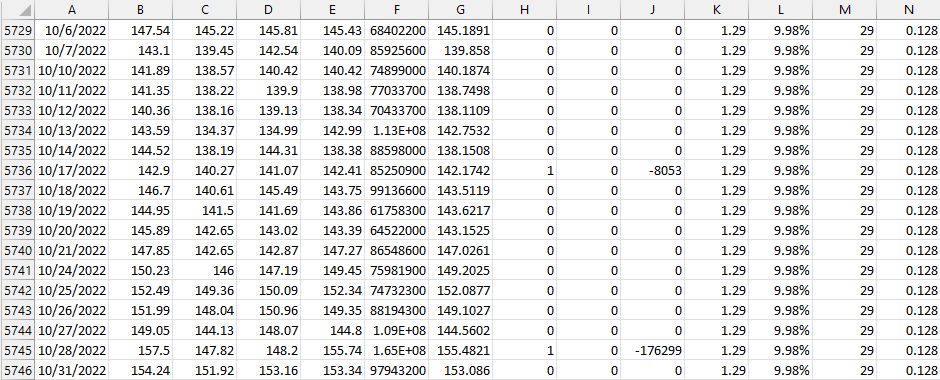 A B C D E F G H I J K L M N
5729 10/6/2022 147.54 145.22 145.81 145.43 68402200 145.1891 0 0 0 1.29 9.98% 29 0.128
5730 10/7/2022 143.1 139.45 142.54 140.09 85925600 139.858 0 0 0 1.29 9.98% 29 0.128
5731 10/10/2022 141.89 138.57 140.42 140.42 74899000 140.1874 0 0 0 1.29 9.98% 29 0.128
5732 10/11/2022 141.35 138.22 139.9 138.98 77033700 138.7498 0 0 0 1.29 9.98% 29 0.128
5733 10/12/2022 140.36 138.16 139.13 138.34 70433700 138.1109 0 0 0 1.29 9.98% 29 0.128
5734 10/13/2022 143.59 134.37 134.99 142.99 1.13E+08 142.7532 0 0 0 1.29 9.98% 29 0.128
5735 10/14/2022 144.52 138.19 144.31 138.38 88598000 138.1508 0 0 0 1.29 9.98% 29 0.128
5736 10/17/2022 142.9 140.27 141.07 142.41 85250900 142.1742 1 0 -8053 1.29 9.98% 29 0.128
5737 10/18/2022 146.7 140.61 145.49 143.75 99136600 143.5119 0 0 0 1.29 9.98% 29 0.128
5738 10/19/2022 144.95 141.5 141.69 143.86 61758300 143.6217 0 0 0 1.29 9.98% 29 0.128
5739 10/20/2022 145.89 142.65 143.02 143.39 64522000 143.1525 0 0 0 1.29 9.98% 29 0.128
5740 10/21/2022 147.85 142.65 142.87 147.27 86548600 147.0261 0 0 0 1.29 9.98% 29 0.128
5741 10/24/2022 150.23 146 147.19 149.45 75981900 149.2025 0 0 0 1.29 9.98% 29 0.128
5742 10/25/2022 152.49 149.36 150.09 152.34 74732300 152.0877 0 0 0 1.29 9.98% 29 0.128
5743 10/26/2022 151.99 148.04 150.96 149.35 88194300 149.1027 0 0 0 1.29 9.98% 29 0.128
5744 10/27/2022 149.05 144.13 148.07 144.8 1.09E+08 144.5602 0 0 0 1.29 9.98% 29 0.128
5745 10/28/2022 157.5 147.82 148.2 155.74 1.65E+08 155.4821 1 0 -176299 1.29 9.98% 29 0.128
5746 10/31/2022 154.24 151.92 153.16 153.34 97943200 153.086 0 0 0 1.29 9.98% 29 0.128